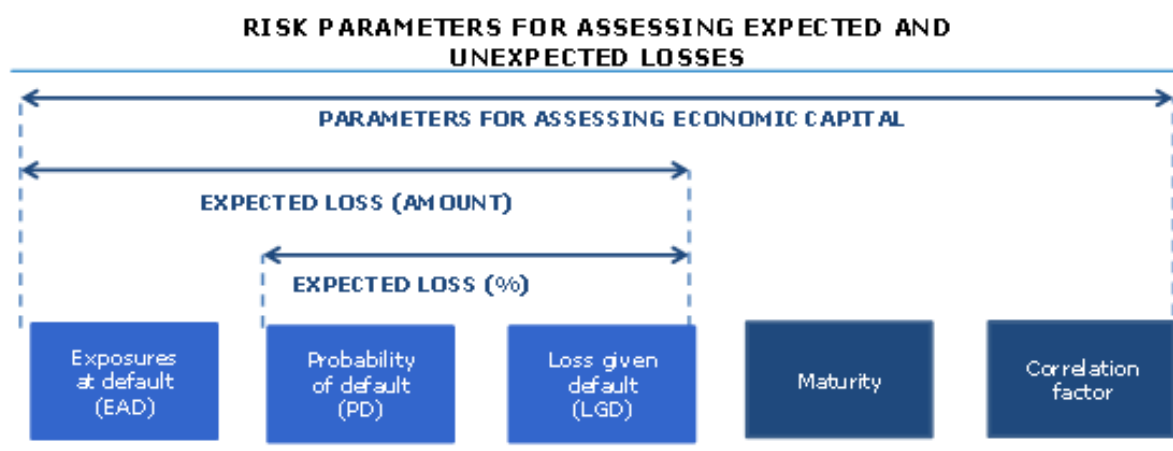 RISK PARAMETERS FOR ASSESSING EXPECTED AND
UNEXPECTED LOSSES
PARAMETERS FOR ASSESSING ECONOMIC CAPITAL
EXPECTED LOSS (AMOUNT)
EXPECTED LOSS (%)
Exposures
at default
(EAD)
Probability
of default
(PD)
Loss given
default
(LGD)
Maturity
Correlation
factor